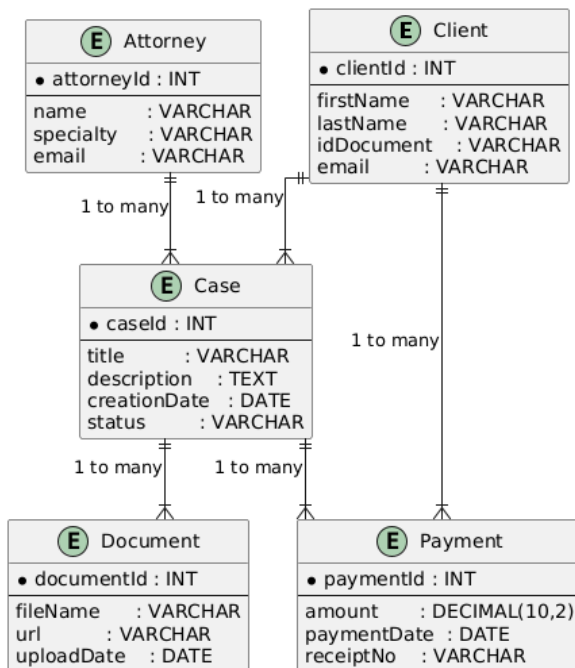 E Attorney
attorneyId : INT
name : VARCHAR
specialty : VARCHAR
email : VARCHAR
E Client
clientId : INT
firstName : VARCHAR
lastName : VARCHAR
idDocument : VARCHAR
email : VARCHAR
1 to many
1 to many
E Case
caseId : INT
title : VARCHAR
description : TEXT
creationDate : DATE
status : VARCHAR
1 to many
1 to many
1 to many
E Document
documentId : INT
fileName : VARCHAR
url : VARCHAR
uploadDate : DATE
E Payment
paymentId : INT
amount : DECIMAL(10,2)
paymentDate : DATE
receiptNo : VARCHAR